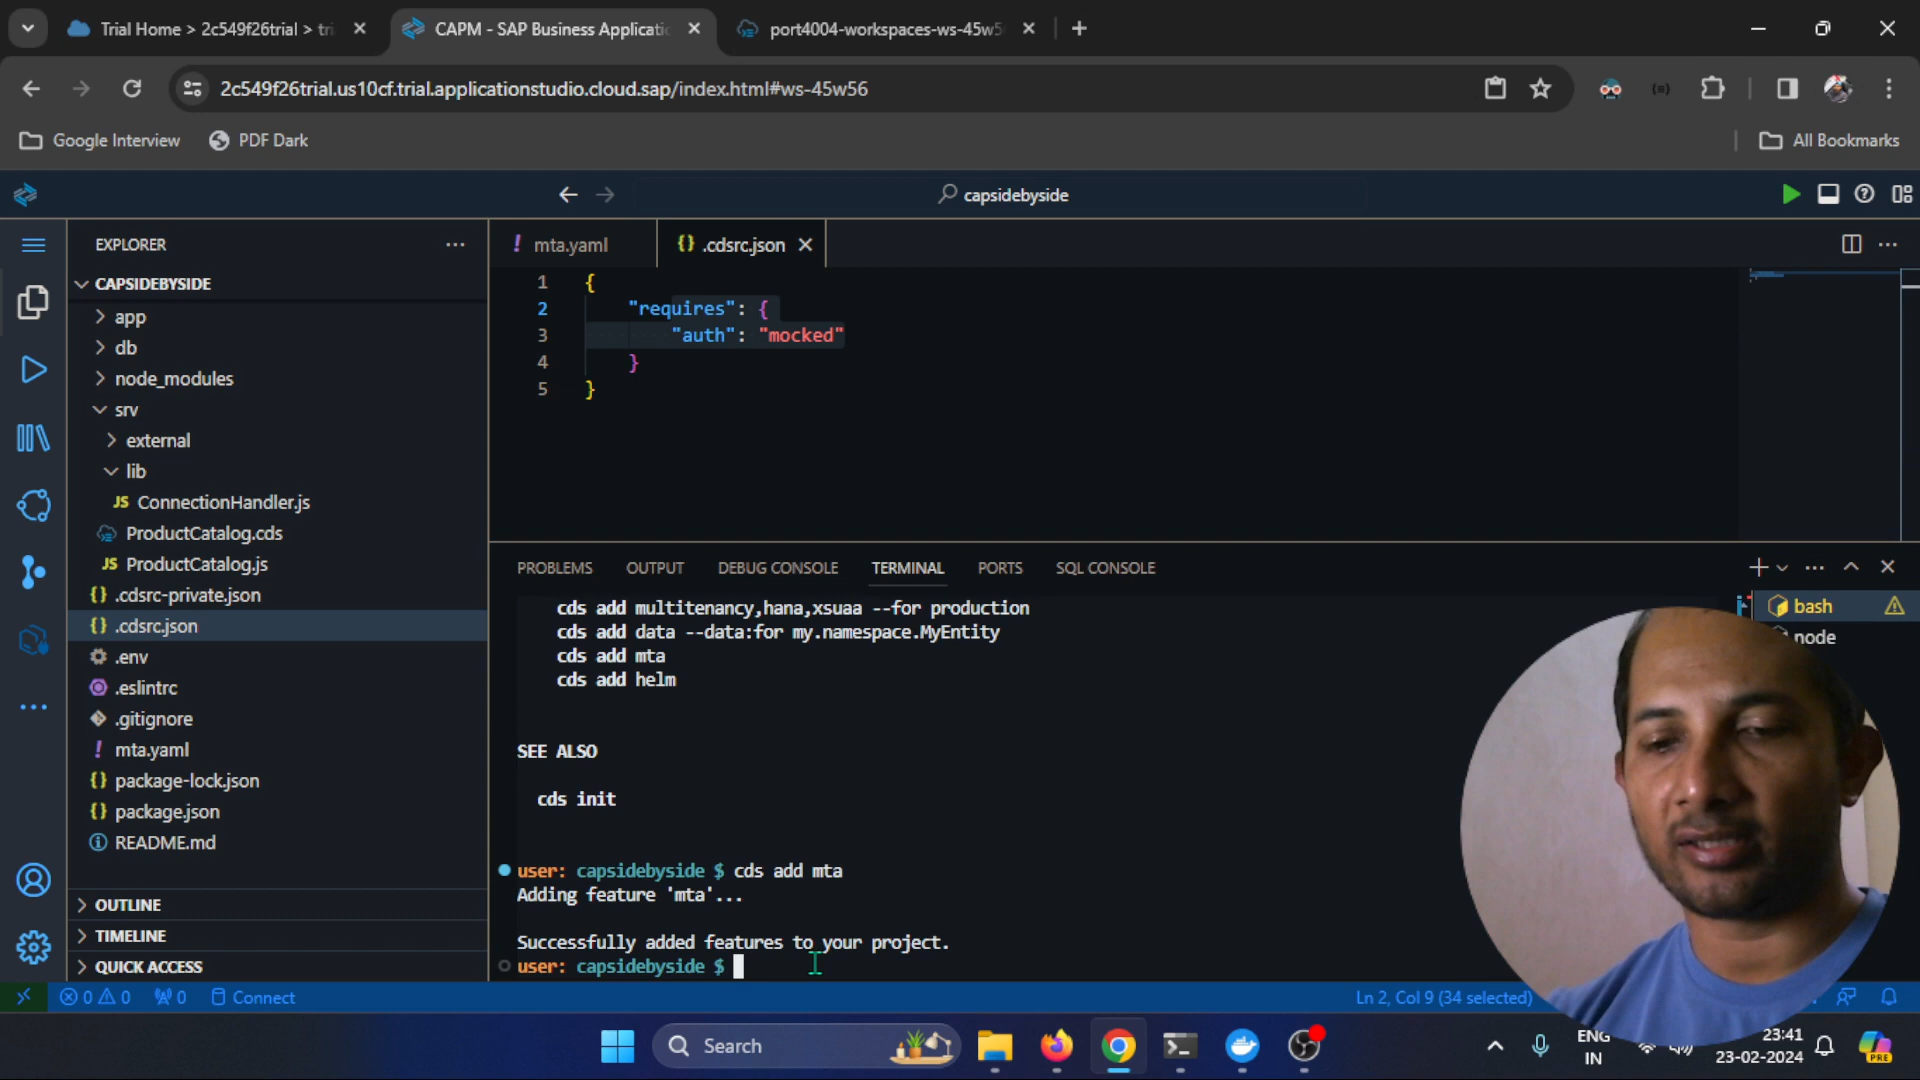 Trial Home > 2c549f26trial > tri
CAPM - SAP Business Applicati
port4004-workspaces-ws-45w5
2c549f26trial.us10cf.trial.applicationstudio.cloud.sap/index.html#ws-45w56
Google Interview
PDF Dark
All Bookmarks
capsidebyside
EXPLORER
CAPSIDEBYSIDE
app
db
node_modules
srv
external
lib
JS ConnectionHandler.js
ProductCatalog.cds
JS ProductCatalog.js
{} .cdsrc-private.json
{} .cdsrc.json
.env
.eslintrc
.gitignore
! mta.yaml
{} package-lock.json
{} package.json
README.md
OUTLINE
TIMELINE
QUICK ACCESS
! mta.yaml
{} .cdsrc.json
1 {
2 "requires": {
3 "auth": "mocked"
4 }
5 }
PROBLEMS OUTPUT DEBUG CONSOLE TERMINAL PORTS SQL CONSOLE
cds add multitenancy,hana,xsuaa --for production
cds add data --data:for my.namespace.MyEntity
cds add mta
cds add helm
SEE ALSO
cds init
user: capsidebyside $ cds add mta
Adding feature 'mta'...
Successfully added features to your project.
user: capsidebyside $
bash
node
0 0 0 Connect
Ln 2, Col 9 (34 selected)
Search
ENG
IN
23:41
23-02-2024
PRE